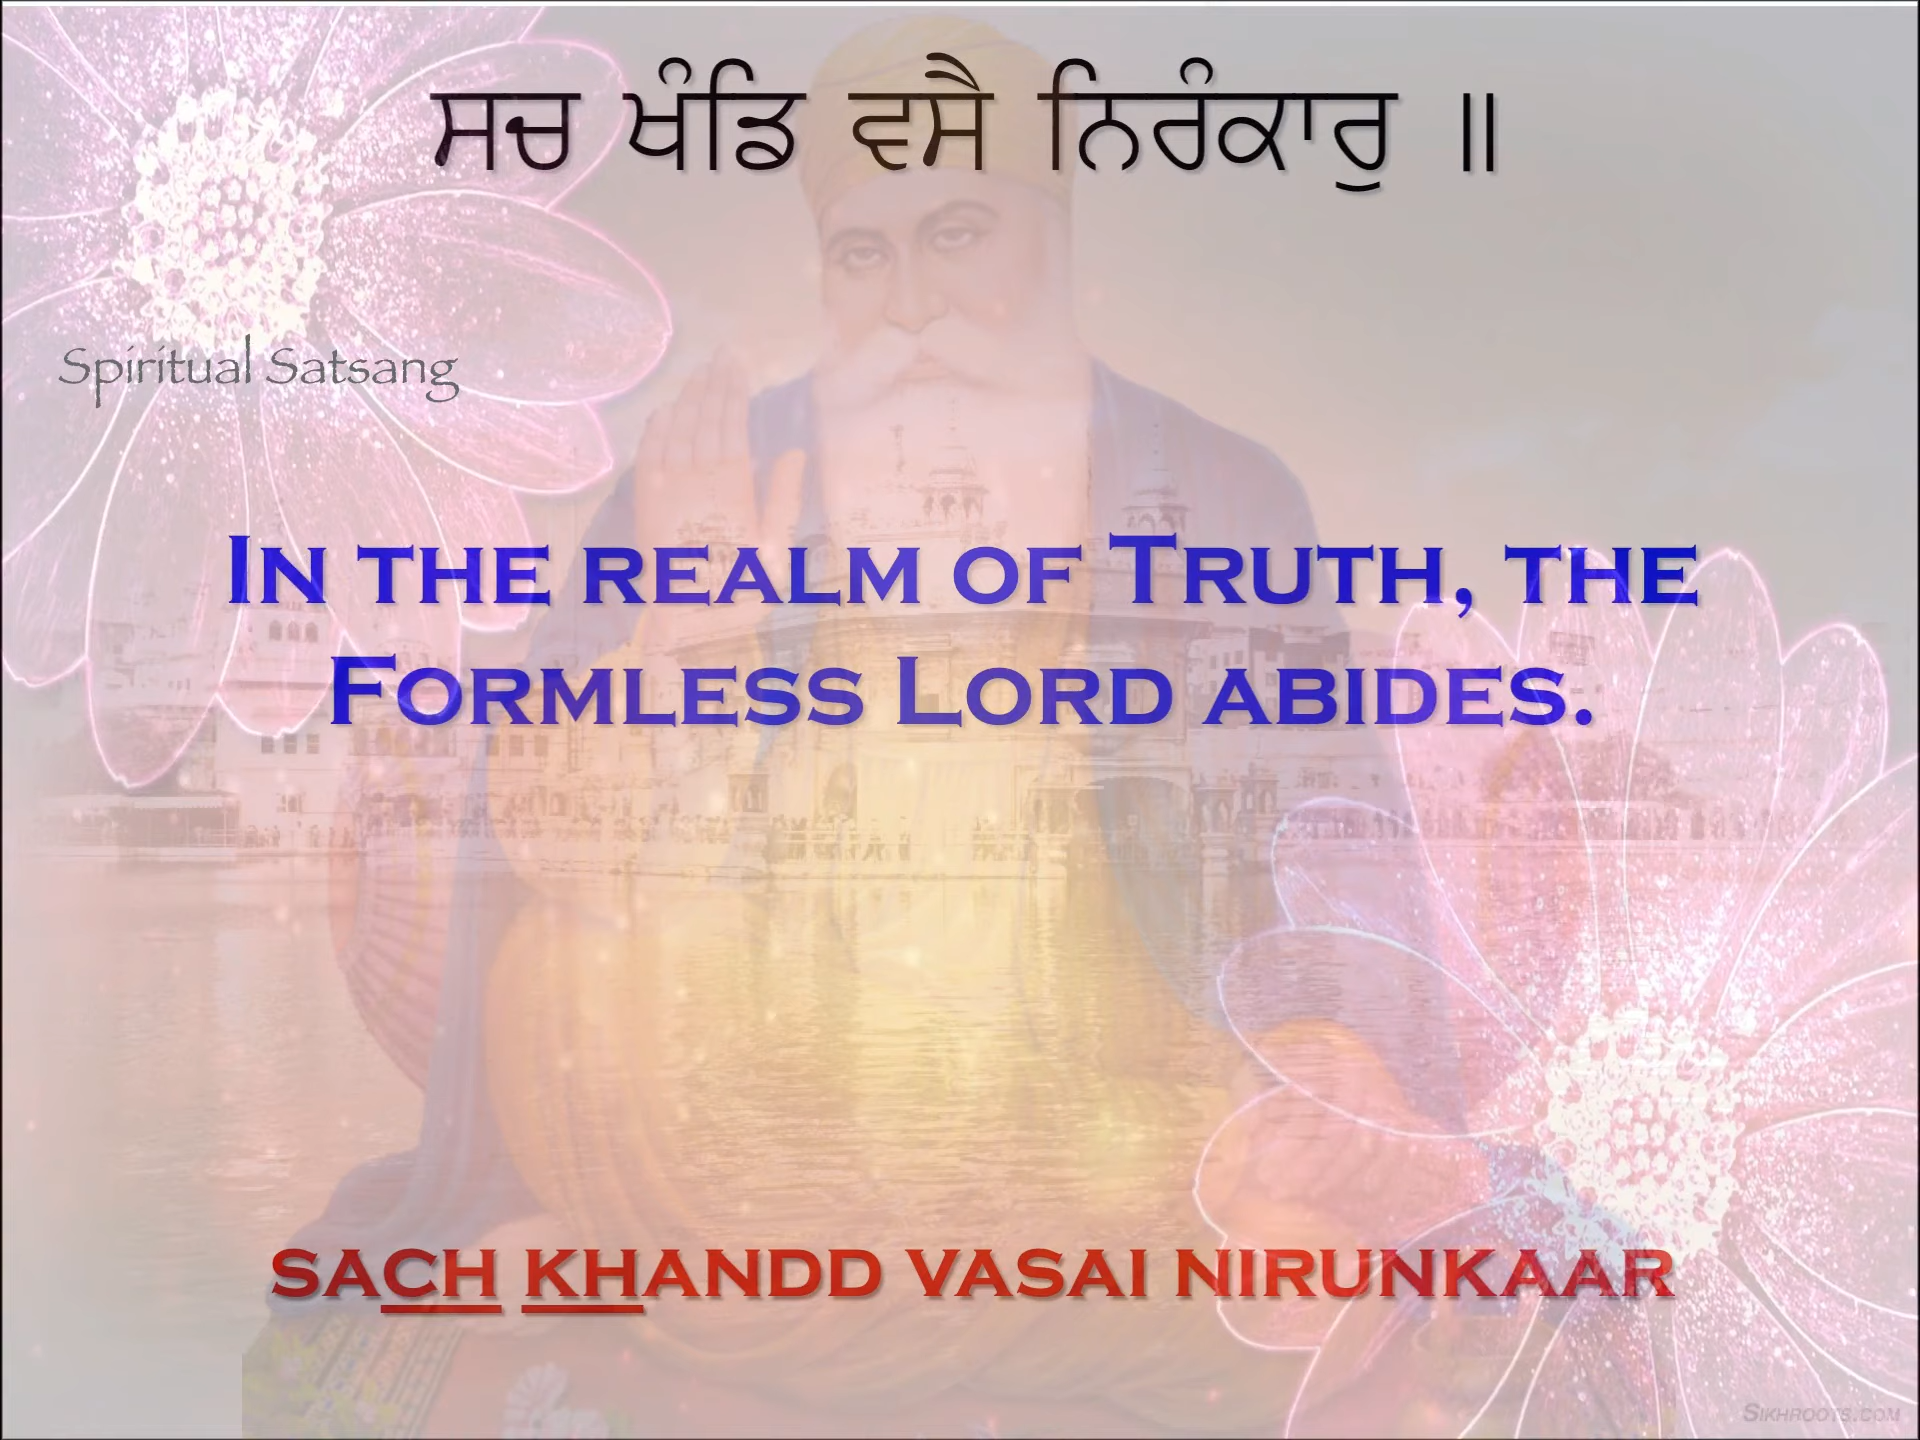 ਸਚ ਖੰਡਿ ਵਸੈ ਨਿਰੰਕਾਰੁ ॥
Spiritual Satsang
In the realm of Truth, the
Formless Lord abides.
sach khandd vasai nirunkaar
Sikhroots.com